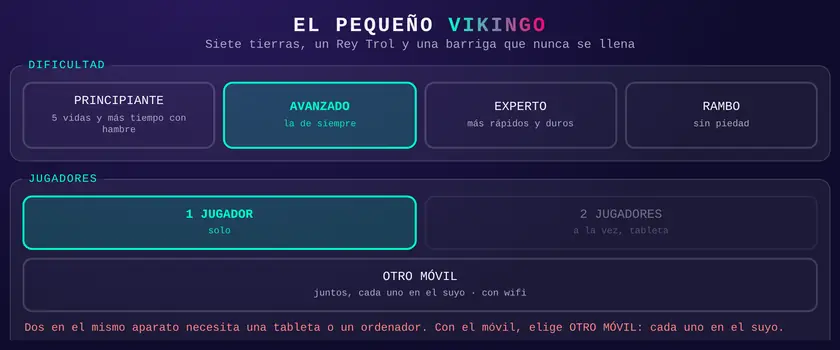 EL PEQUEÑO VIKINGO
Siete tierras, un Rey Trol y una barriga que nunca se llena
DIFICULTAD
PRINCIPIANTE
5 vidas y más tiempo con
hambre
AVANZADO
la de siempre
EXPERTO
más rápidos y duros
RAMBO
sin piedad
JUGADORES
1 JUGADOR
solo
2 JUGADORES
a la vez, tableta
OTRO MÓVIL
juntos, cada uno en el suyo · con wifi
Dos en el mismo aparato necesita una tableta o un ordenador. Con el móvil, elige OTRO MÓVIL: cada uno en el suyo.